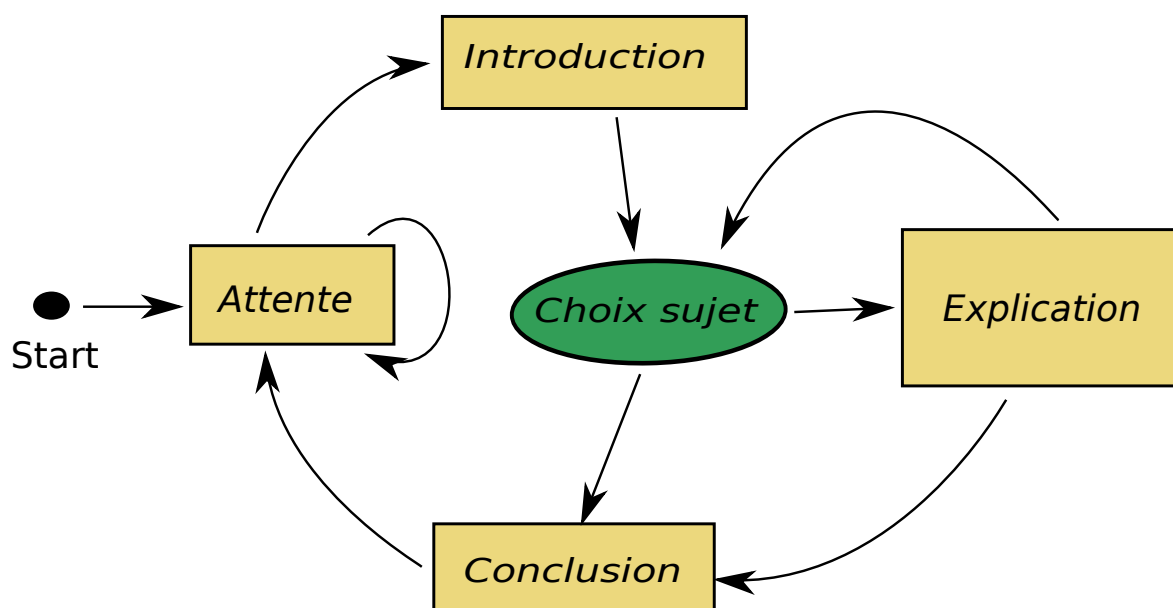 Introduction
Attente
Choix sujet
Explication
Start
Conclusion